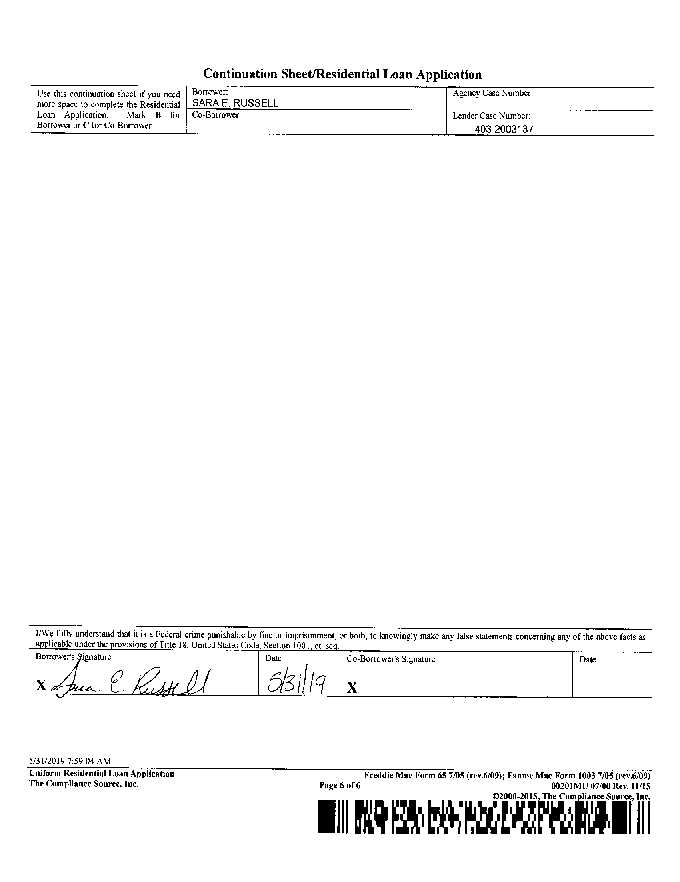 Continuation Sheet/Residential Loan Application
Use this continuation sheet if you need
more space to complete the Residential
Loan Application. Mark B for
Borrower or C for Co-Borrower
Borrower:
SARA E. RUSSELL
Co-Borrower
Agency Case Number
Lender Case Number:
403-2003137
I/We fully understand that it is a Federal crime punishable by fine or imprisonment, or both, to knowingly make any false statements concerning any of the above facts as
applicable under the provisions of Title 18, United States Code, Section 1001, et seq.
Borrower's Signature
X Sara E. Russell
Date
5/31/19
Co-Borrower's Signature
X
Date
5/31/2019 7:59:04 AM
Uniform Residential Loan Application
The Compliance Source, Inc.
Page 6 of 6
Freddie Mac Form 65 7/05 (rev.6/09); Fannie Mae Form 1003 7/05 (rev.6/09)
00201MU 07/00 Rev. 11/15
©2000-2015, The Compliance Source, Inc.